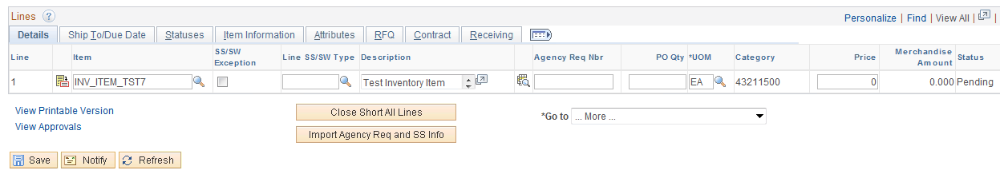 Lines ?
Personalize | Find | View All | |
Details Ship To/Due Date Statuses Item Information Attributes RFQ Contract Receiving
Line Item SS/SW Exception Line SS/SW Type Description Agency Req Nbr PO Qty *UOM Category Price Merchandise Amount Status
1 INV_ITEM_TST7 Test Inventory Item EA 43211500 0 0.000 Pending
View Printable Version Close Short All Lines *Go to ... More ...
View Approvals Import Agency Req and SS Info
Save Notify Refresh